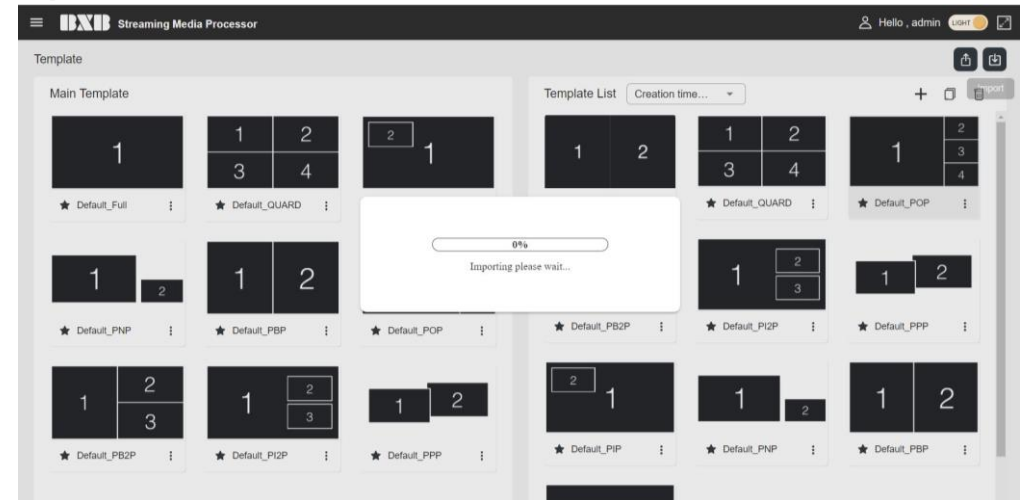 BXB Streaming Media Processor
Hello , admin LIGHT
Template
Import
Main Template
Template List Creation time...
1
1 2
3 4
2 1
1 2
1 2
3 4
1 2 3 4
Default_Full Default_QUARD
Default_QUARD Default_POP
0%
Importing please wait...
1 2
1 2
1 2 3
1 2
Default_PNP Default_PBP Default_POP
Default_PB2P Default_PI2P Default_PPP
1 2 3
1 2 3
1 2
2 1
1 2
1 2
Default_PB2P Default_PI2P Default_PPP
Default_PIP Default_PNP Default_PBP